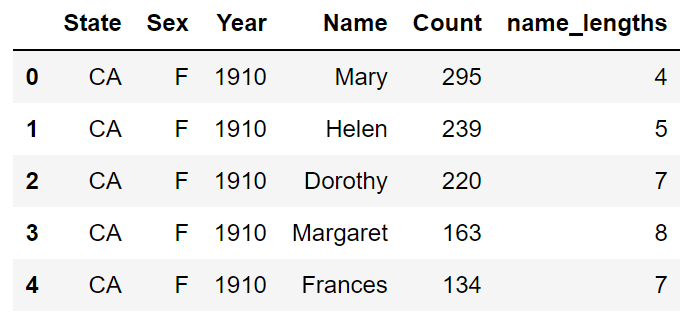 State Sex Year Name Count name_lengths
0 CA F 1910 Mary 295 4
1 CA F 1910 Helen 239 5
2 CA F 1910 Dorothy 220 7
3 CA F 1910 Margaret 163 8
4 CA F 1910 Frances 134 7